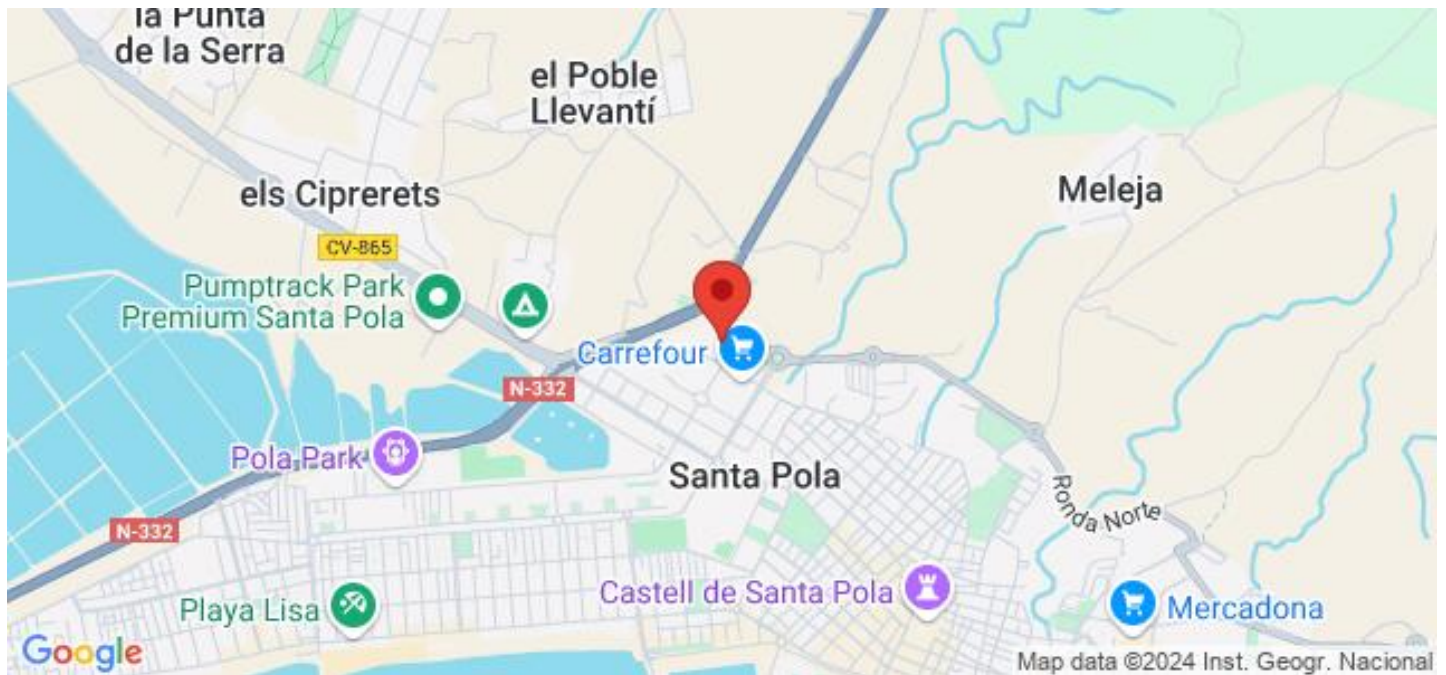 la Punta
de la Serra
el Poble
Llevantí
els Ciprerets
Meleja
CV-865
Pumptrack Park
Premium Santa Pola
Carrefour
N-332
Pola Park
Santa Pola
Ronda Norte
N-332
Castell de Santa Pola
Playa Lisa
Mercadona
Google
Map data ©2024 Inst. Geogr. Nacional